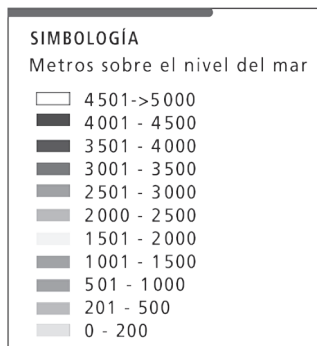 SIMBOLOGÍA
Metros sobre el nivel del mar
4501->5000
4001 - 4500
3501 - 4000
3001 - 3500
2501 - 3000
2000 - 2500
1501 - 2000
1001 - 1500
501 - 1000
201 - 500
0 - 200